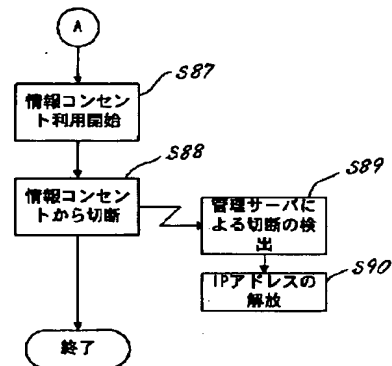 A
S87
情報コンセン
ト利用開始
S88
情報コンセン
トから切断
S89
管理サーバに
よる切断の検
出
S90
IPアドレスの
解放
終了